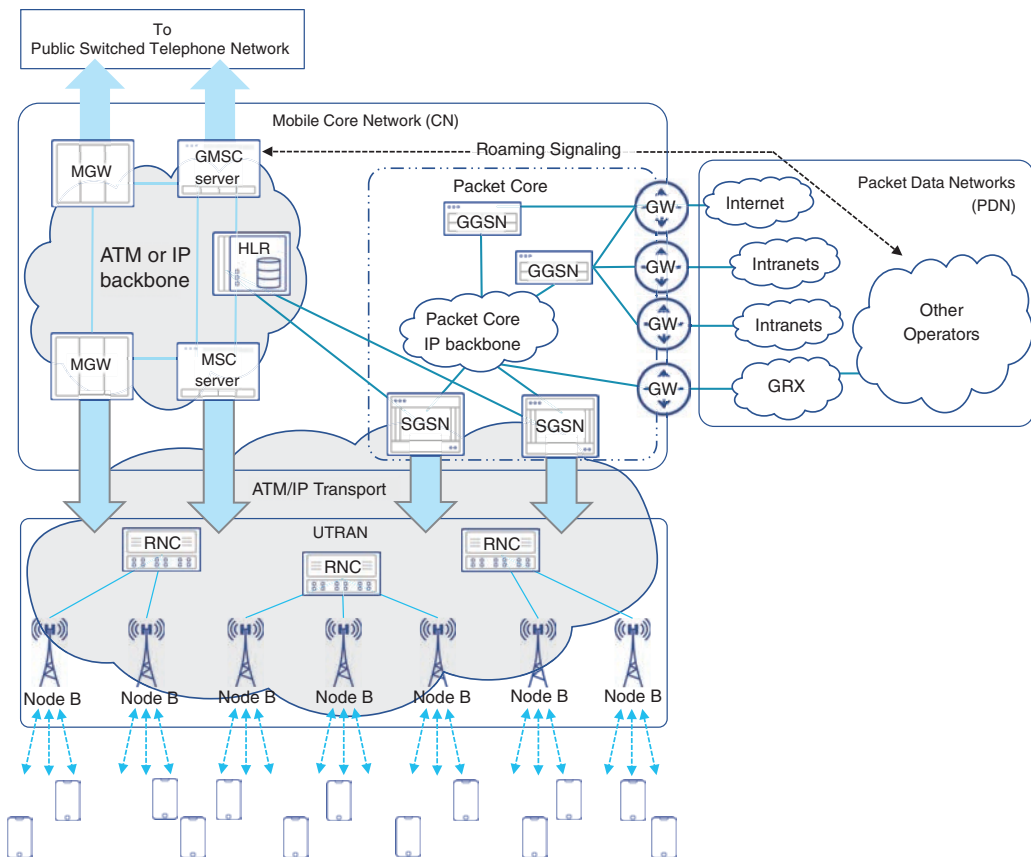 To
Public Switched Telephone Network
Mobile Core Network (CN)
MGW
GMSC
server
Roaming Signaling
Packet Core
Packet Data Networks
(PDN)
GGSN
GW
Internet
HLR
ATM or IP
backbone
GGSN
GW
Intranets
Packet Core
IP backbone
GW
Intranets
Other
Operators
MGW
MSC
server
GW
GRX
SGSN
SGSN
ATM/IP Transport
UTRAN
RNC
RNC
RNC
Node B
Node B
Node B
Node B
Node B
Node B
Node B